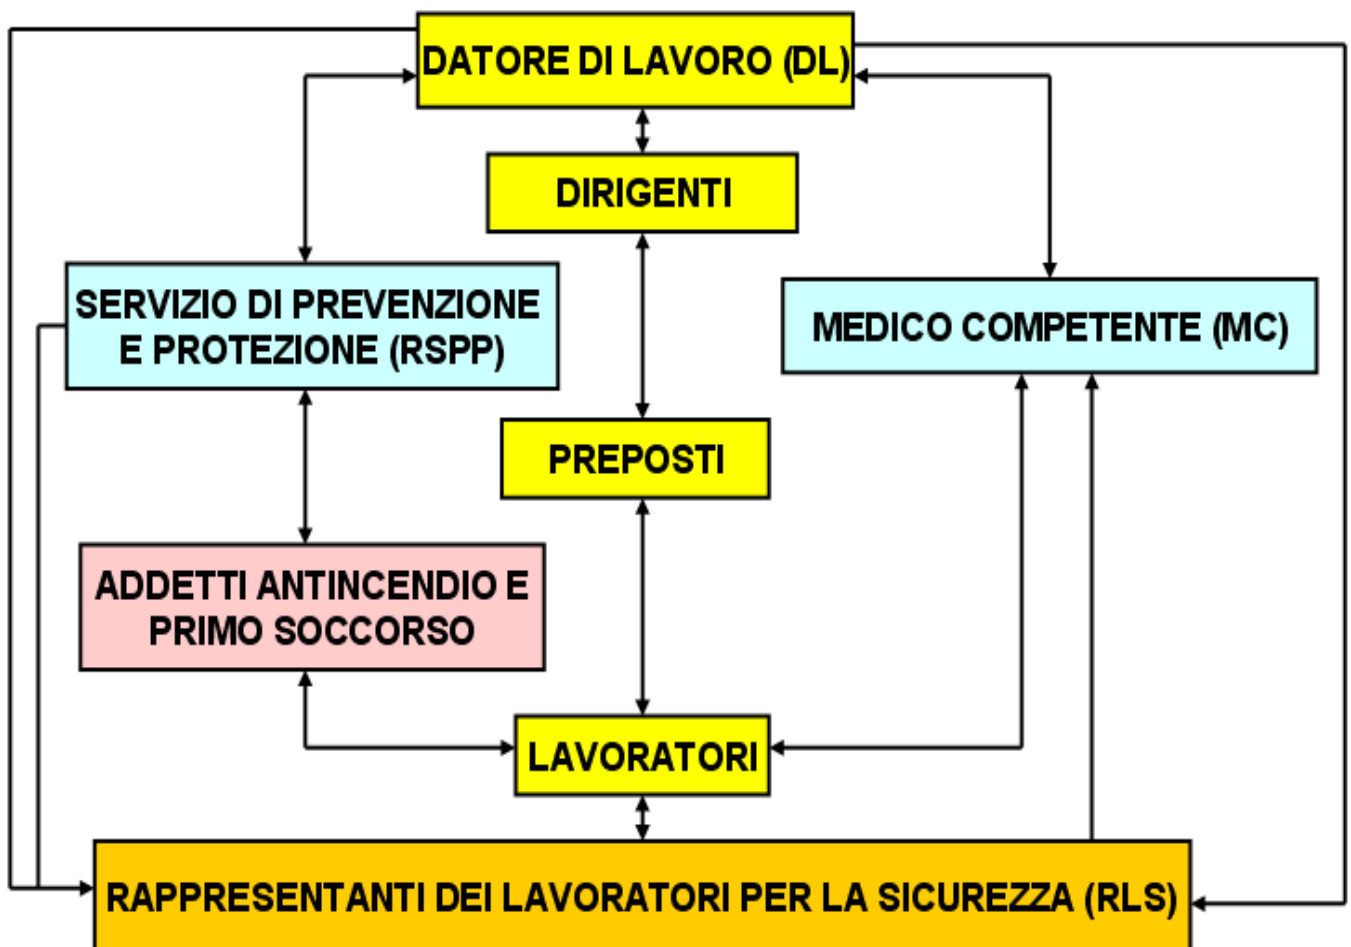 DATORE DI LAVORO (DL)
DIRIGENTI
SERVIZIO DI PREVENZIONE
E PROTEZIONE (RSPP)
MEDICO COMPETENTE (MC)
PREPOSTI
ADDETTI ANTINCENDIO E
PRIMO SOCCORSO
LAVORATORI
RAPPRESENTANTI DEI LAVORATORI PER LA SICUREZZA (RLS)